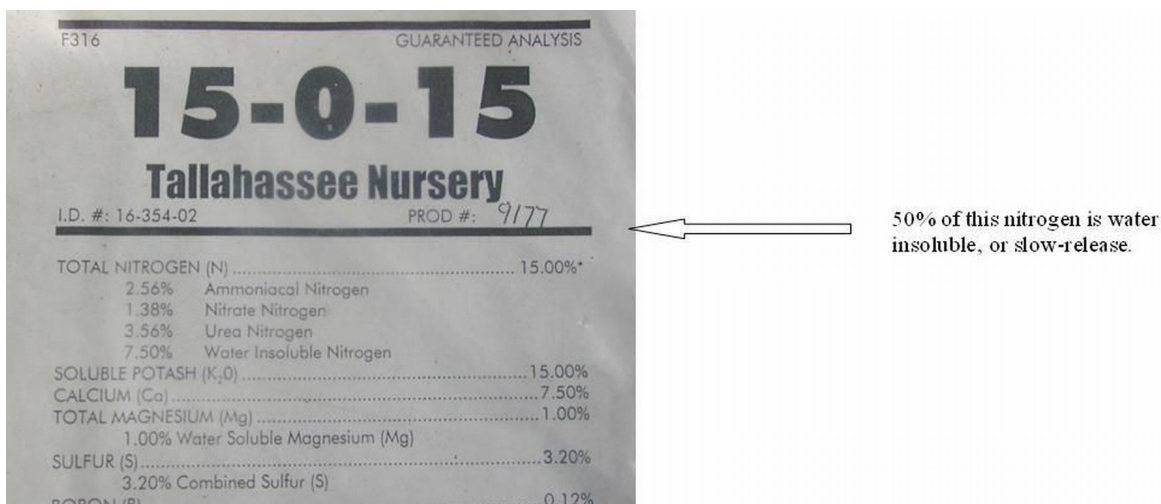 F316 GUARANTEED ANALYSIS
15-0-15
Tallahassee Nursery
I.D. #: 16-354-02 PROD #: 9177
TOTAL NITROGEN (N) 15.00%*
2.56% Ammoniacal Nitrogen
1.38% Nitrate Nitrogen
3.56% Urea Nitrogen
7.50% Water Insoluble Nitrogen
SOLUBLE POTASH (K₂0) 15.00%
CALCIUM (Ca) 7.50%
TOTAL MAGNESIUM (Mg) 1.00%
1.00% Water Soluble Magnesium (Mg)
SULFUR (S) 3.20%
3.20% Combined Sulfur (S)
BORON (B) 0.12%
50% of this nitrogen is water
insoluble, or slow-release.